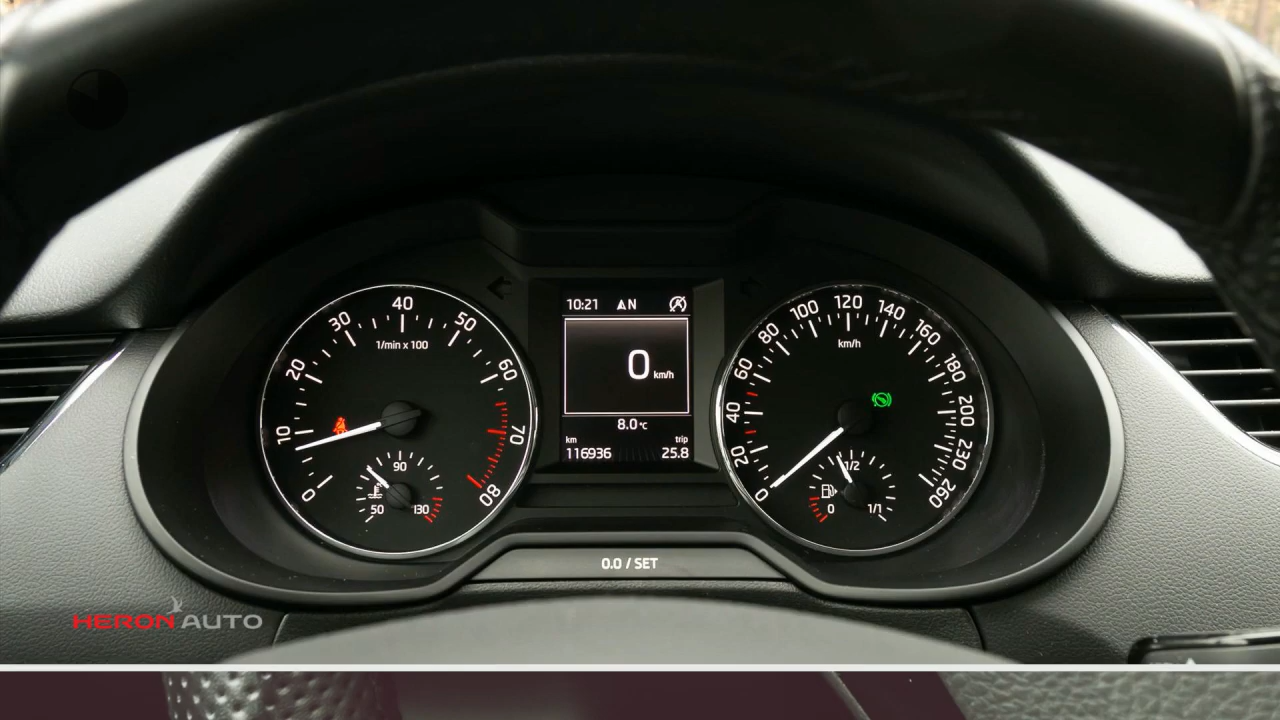 10:21 N
0 km/h
8.0 °C
km trip
116936 25.8
0 10 20 30 40 50 60 70 80
1/min x 100
50 90 130
0 20 40 60 80 100 120 140 160 180 200 230 260
km/h
0 1/2 1/1
0.0 / SET
HERON AUTO